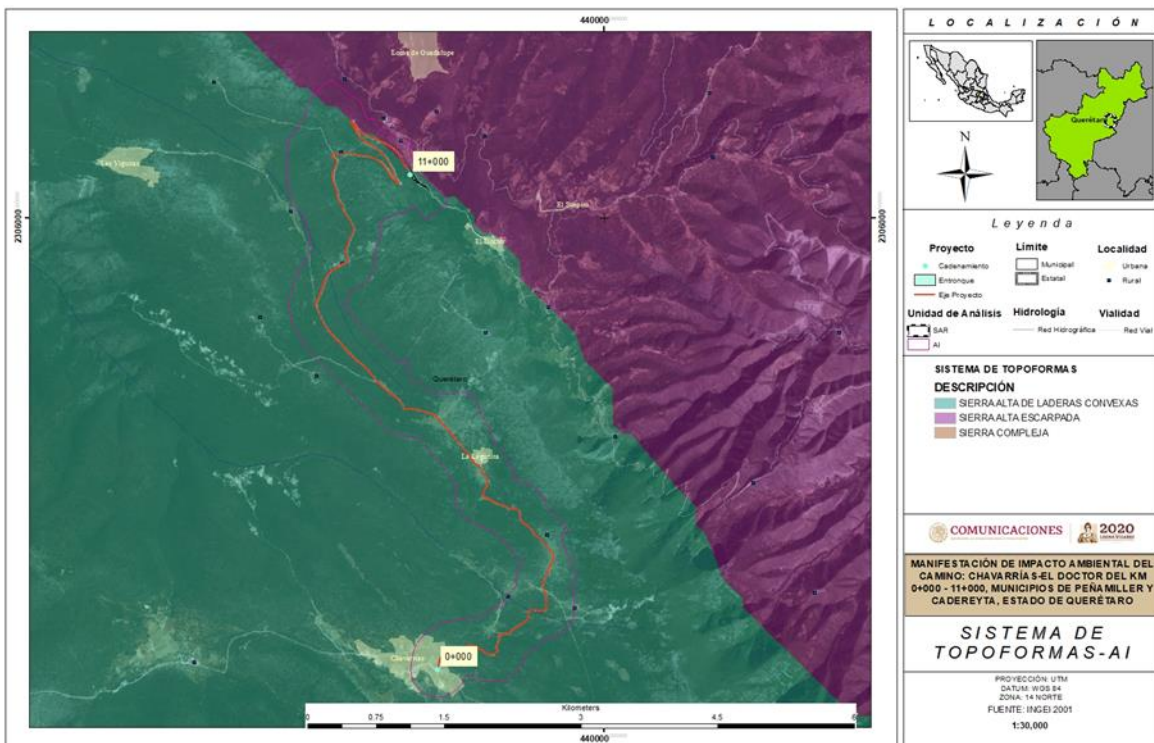 440000
2306000
Loma de Guadalupe
Las Viguitas
11+000
Querétaro
La Lagunita
0+000
Chavarrias
Kilometers
0 0.75 1.5 3 4.5 6
440000
2306000
LOCALIZACIÓN
Querétaro
N
Leyenda
Proyecto
Cadenamiento
Entronque
Eje Proyecto
Límite
Municipal
Estatal
Localidad
Urbana
Rural
Unidad de Análisis
SAR
AI
Hidrología
Red Hidrográfica
Vialidad
Red Vial
SISTEMA DE TOPOFORMAS
DESCRIPCIÓN
SIERRA ALTA DE LADERAS CONVEXAS
SIERRA ALTA ESCARPADA
SIERRA COMPLEJA
COMUNICACIONES
2020
MANIFESTACIÓN DE IMPACTO AMBIENTAL DEL
CAMINO: CHAVARRÍAS-EL DOCTOR DEL KM
0+000 - 11+000, MUNICIPIOS DE PEÑAMILLER Y
CADEREYTA, ESTADO DE QUERÉTARO
SISTEMA DE
TOPOFORMAS-AI
PROYECCIÓN: UTM
DATUM: WGS 84
ZONA: 14 NORTE
FUENTE: INGEI 2001
1:30,000